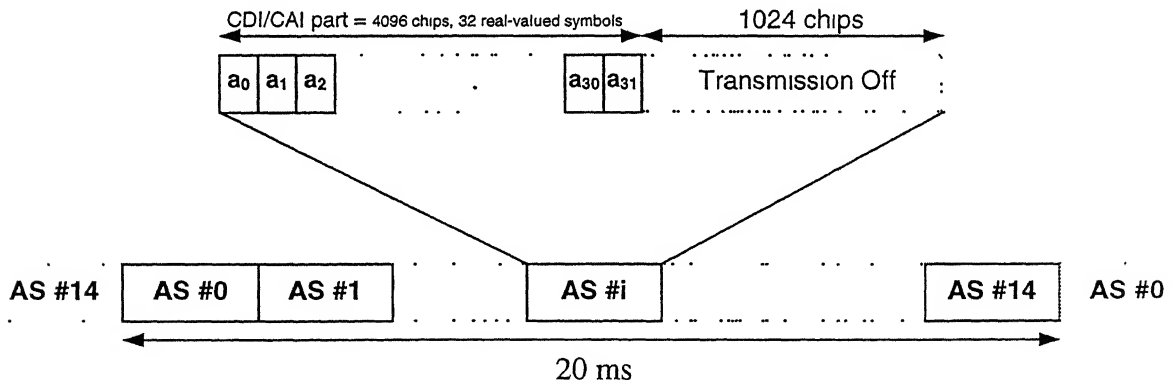 CDI/CAI part = 4096 chips, 32 real-valued symbols 1024 chips
a0 a1 a2 a30 a31 Transmission Off
AS #14 AS #0 AS #1 AS #i AS #14 AS #0
20 ms